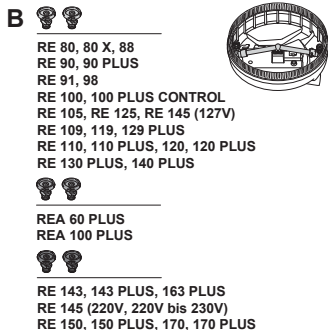 B
RE 80, 80 X, 88
RE 90, 90 PLUS
RE 91, 98
RE 100, 100 PLUS CONTROL
RE 105, RE 125, RE 145 (127V)
RE 109, 119, 129 PLUS
RE 110, 110 PLUS, 120, 120 PLUS
RE 130 PLUS, 140 PLUS
REA 60 PLUS
REA 100 PLUS
RE 143, 143 PLUS, 163 PLUS
RE 145 (220V, 220V bis 230V)
RE 150, 150 PLUS, 170, 170 PLUS